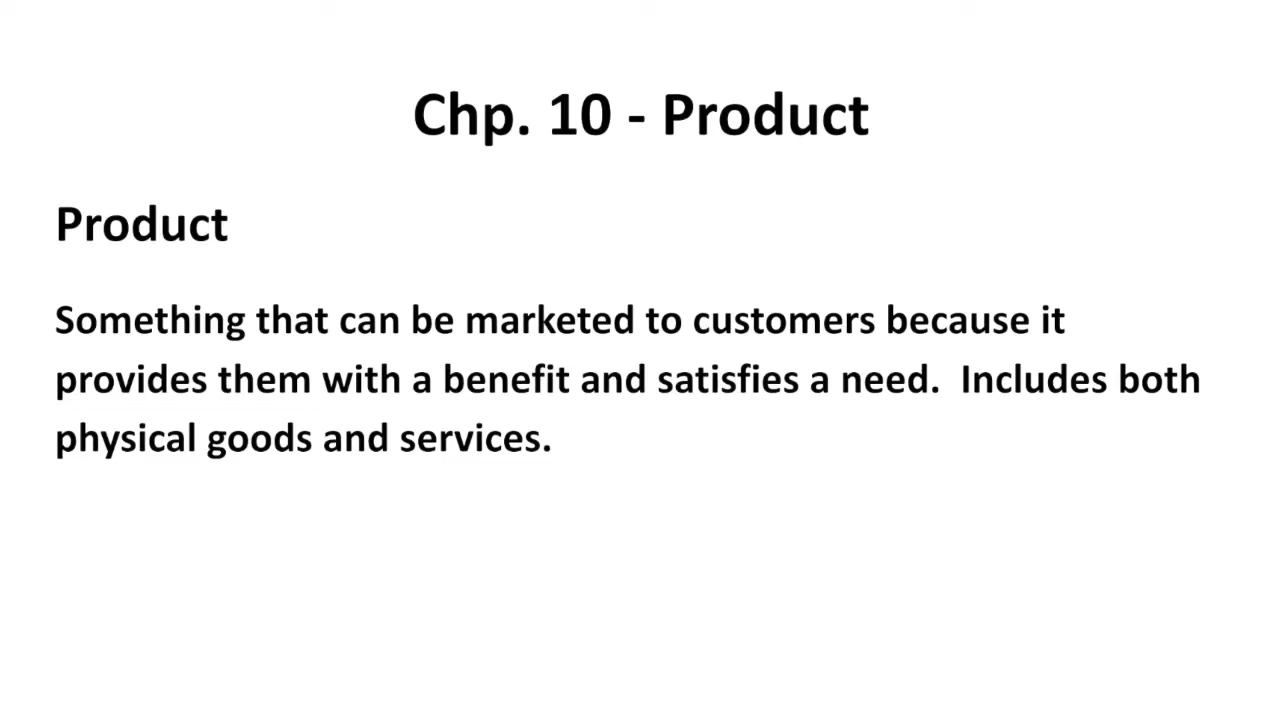 Chp. 10 - Product
Product
Something that can be marketed to customers because it
provides them with a benefit and satisfies a need.  Includes both
physical goods and services.